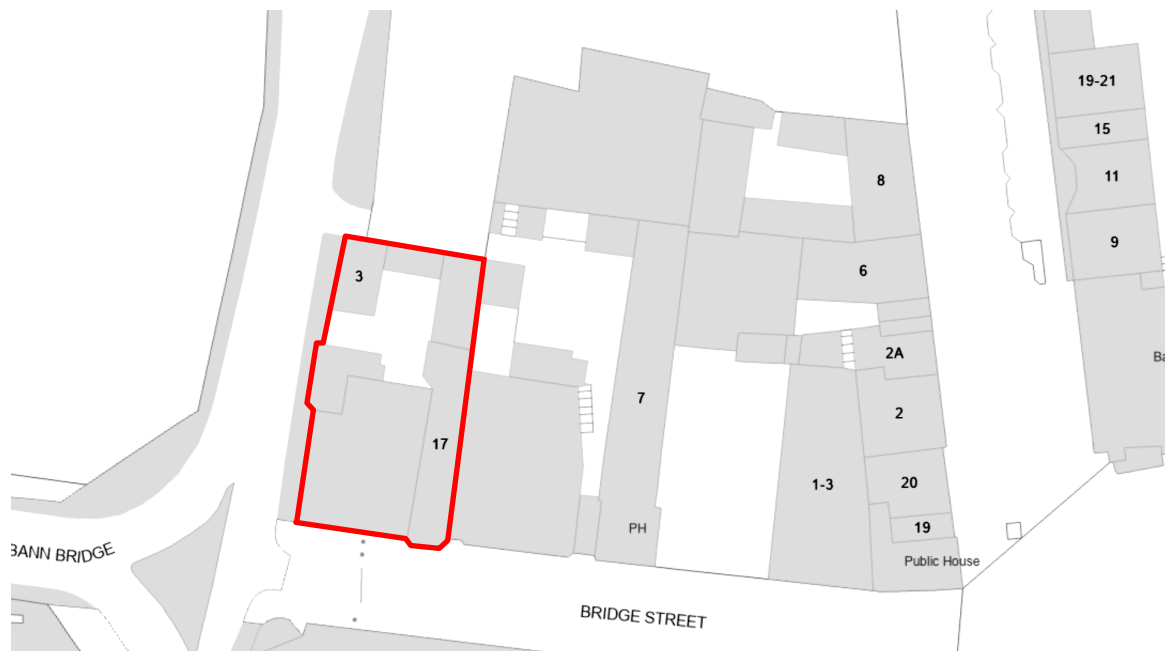 19-21
15
11
8
9
3
6
2A
Ba
7
2
17
1-3
20
PH
19
BANN BRIDGE
Public House
BRIDGE STREET